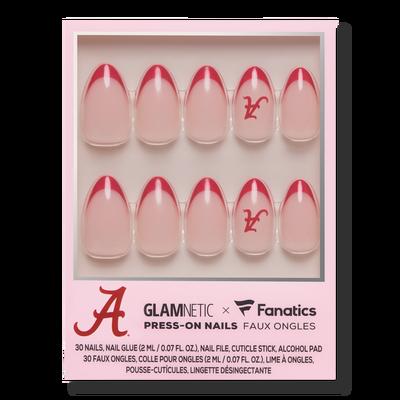 A
A
A GLAMNETIC × Fanatics
PRESS-ON NAILS FAUX ONGLES
30 NAILS, NAIL GLUE (2 ML / 0.07 FL. OZ.), NAIL FILE, CUTICLE STICK, ALCOHOL PAD
30 FAUX ONGLES, COLLE POUR ONGLES (2 ML / 0.07 FL. OZ.), LIME À ONGLES,
POUSSE-CUTÍCULES, LINGETTE DÉSINGECTANTE